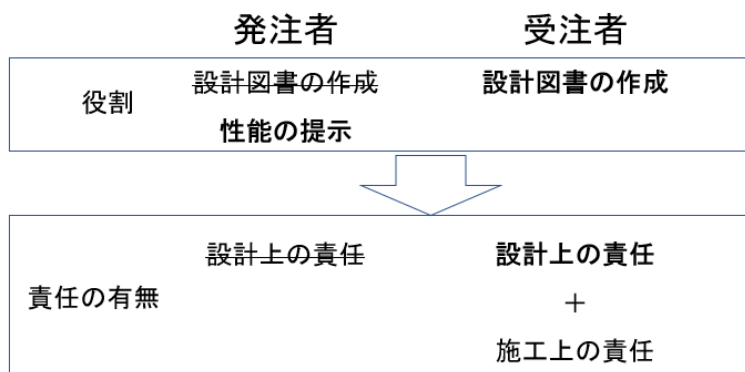 発注者 受注者
設計図書の作成 設計図書の作成
役割
性能の提示
設計上の責任 設計上の責任
責任の有無 +
施工上の責任